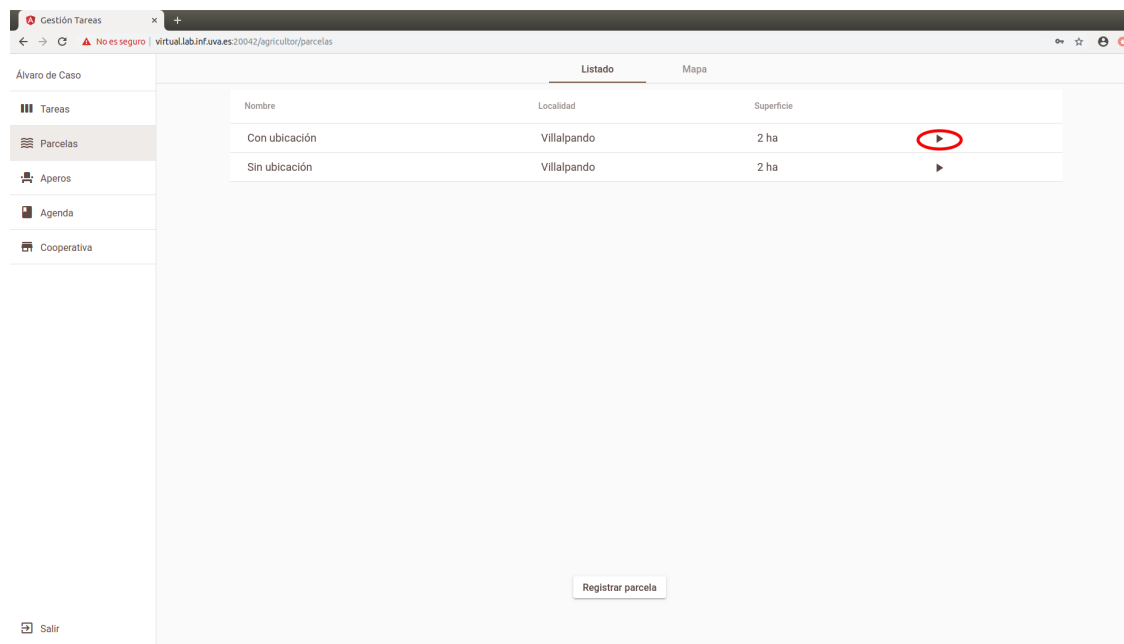 Gestión Tareas
No es seguro | virtual.lab.inf.uva.es:20042/agricultor/parcelas
Álvaro de Caso
Listado Mapa
Tareas
Parcelas
Aperos
Agenda
Cooperativa
Nombre Localidad Superficie
Con ubicación Villalpando 2 ha
Sin ubicación Villalpando 2 ha
Registrar parcela
Salir